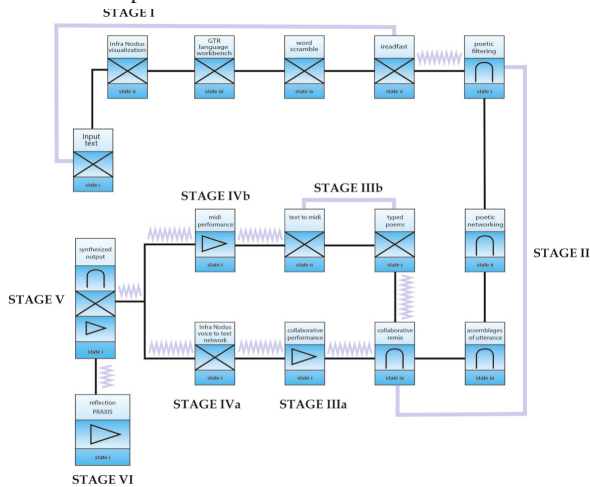 STAGE I
Infra Nodus
visualization
state ii
GTR
language
workbench
state iii
word
scramble
state iv
ireadfast
state v
poetic
filtering
state i
Input
text
state i
STAGE IVb
STAGE IIIb
midi
performance
state i
text to midi
state ii
typed
poems
state i
poetic
networking
state ii
STAGE II
synthesized
output
state i
STAGE V
Infra Nodus
voice to text
network
state i
collaborative
performance
state i
collaborative
remix
state iv
assemblages
of utterance
state iii
STAGE IVa
STAGE IIIa
reflection
PRAXIS
state i
STAGE VI